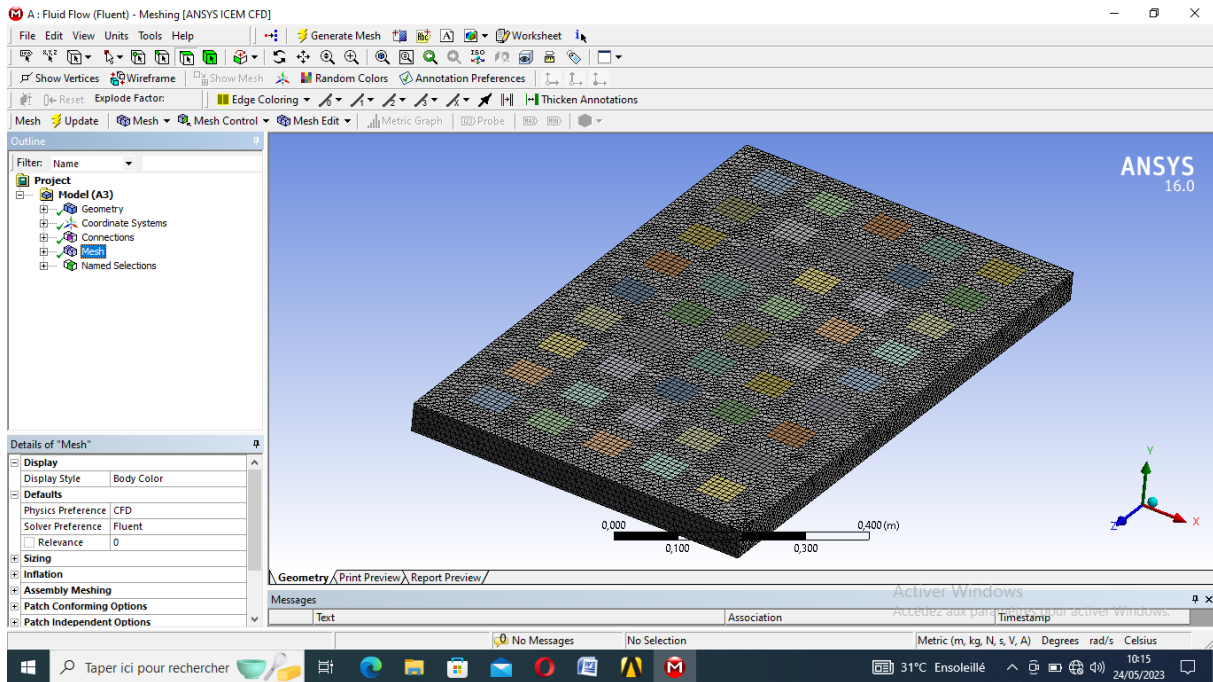 A : Fluid Flow (Fluent) - Meshing [ANSYS ICEM CFD]
File Edit View Units Tools Help Generate Mesh A Worksheet i
ISO
Show Vertices Wireframe Show Mesh Random Colors Annotation Preferences
Reset Explode Factor: Edge Coloring Thicken Annotations
Mesh Update Mesh Mesh Control Mesh Edit Metric Graph Probe
Outline
Filter: Name
Project
Model (A3)
Geometry
Coordinate Systems
Connections
Mesh
Named Selections
ANSYS
16.0
Details of "Mesh"
Display
Display Style Body Color
Defaults
Physics Preference CFD
Solver Preference Fluent
Relevance 0
Sizing
Inflation
Assembly Meshing
Patch Conforming Options
Patch Independent Options
Y
X
Z
0,000 0,400 (m)
0,100 0,300
Geometry Print Preview Report Preview
Messages
Text Association Timestamp
Activer Windows
Accédez aux paramètres pour activer Windows.
No Messages No Selection Metric (m, kg, N, s, V, A) Degrees rad/s Celsius
Taper ici pour rechercher
31°C Ensoleillé
10:15
24/05/2023